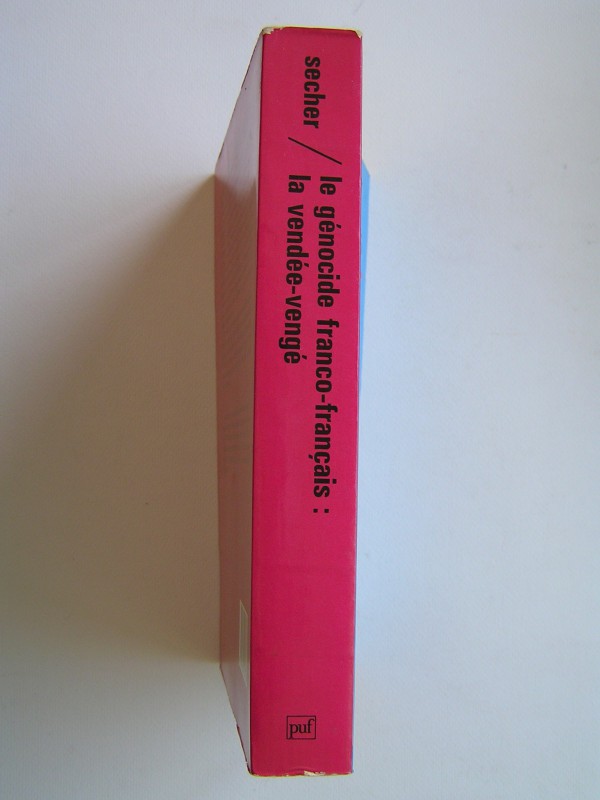 secher / le génocide franco-français :
la vendée-vengé
puf